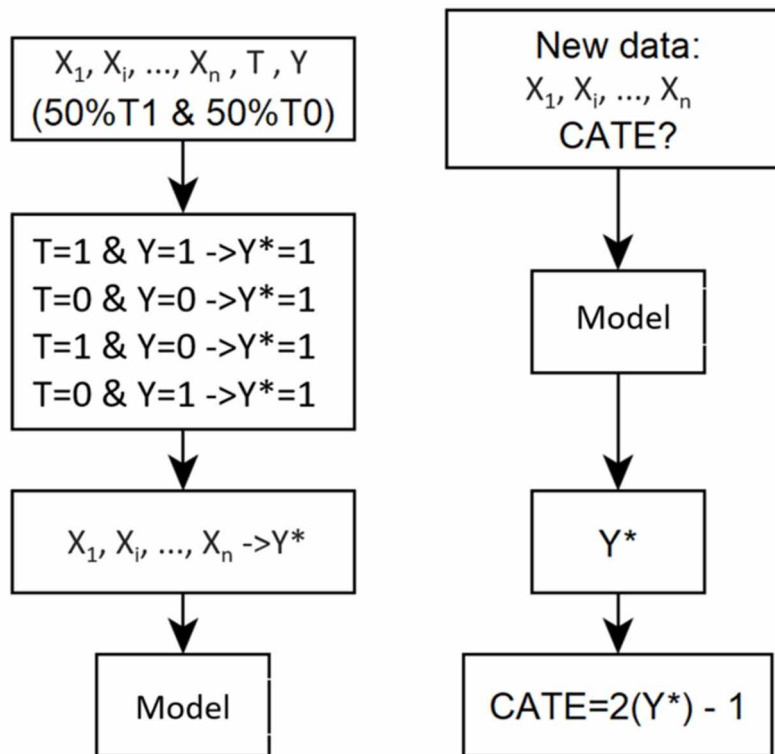 X₁, Xᵢ, ..., Xₙ , T , Y
(50%T1 & 50%T0)
T=1 & Y=1 ->Y*=1
T=0 & Y=0 ->Y*=1
T=1 & Y=0 ->Y*=1
T=0 & Y=1 ->Y*=1
X₁, Xᵢ, ..., Xₙ ->Y*
Model
New data:
X₁, Xᵢ, ..., Xₙ
CATE?
Model
Y*
CATE=2(Y*) - 1